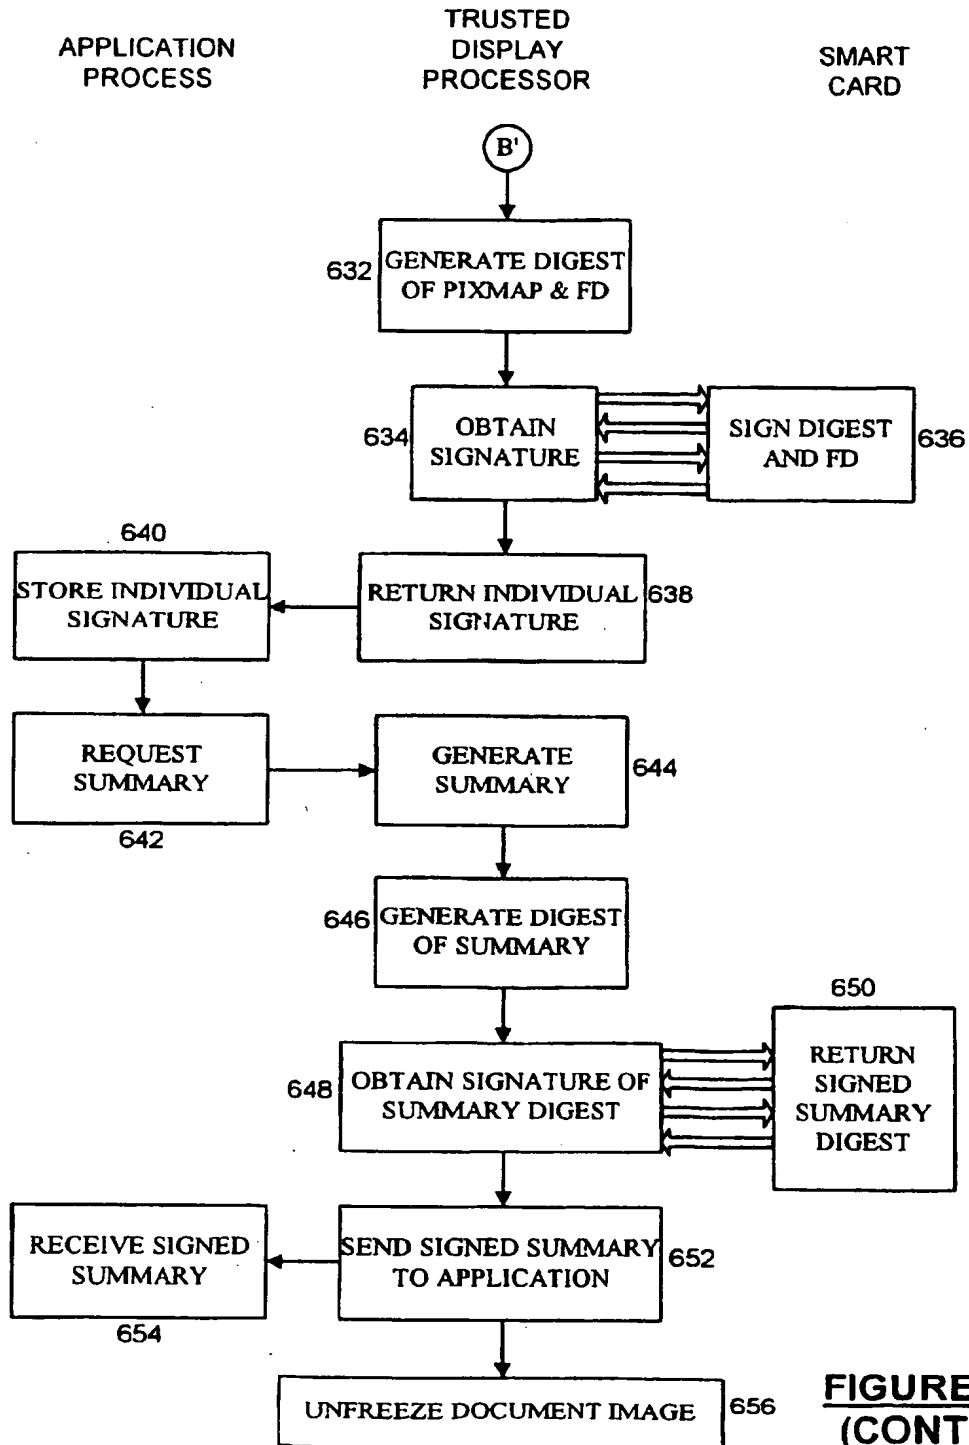 APPLICATION
PROCESS
TRUSTED
DISPLAY
PROCESSOR
SMART
CARD
B'
632
GENERATE DIGEST
OF PIXMAP & FD
634
OBTAIN
SIGNATURE
SIGN DIGEST
AND FD
636
640
STORE INDIVIDUAL
SIGNATURE
RETURN INDIVIDUAL
SIGNATURE
638
REQUEST
SUMMARY
642
GENERATE
SUMMARY
644
646
GENERATE DIGEST
OF SUMMARY
650
648
OBTAIN SIGNATURE OF
SUMMARY DIGEST
RETURN
SIGNED
SUMMARY
DIGEST
RECEIVE SIGNED
SUMMARY
654
SEND SIGNED SUMMARY
TO APPLICATION
652
UNFREEZE DOCUMENT IMAGE
656
FIGURE
(CONT